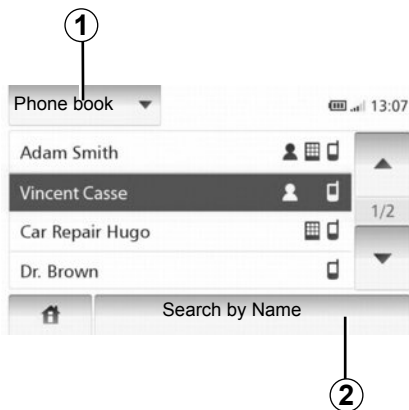 1
Phone book 13:07
Adam Smith
Vincent Casse
1/2
Car Repair Hugo
Dr. Brown
Search by Name
2